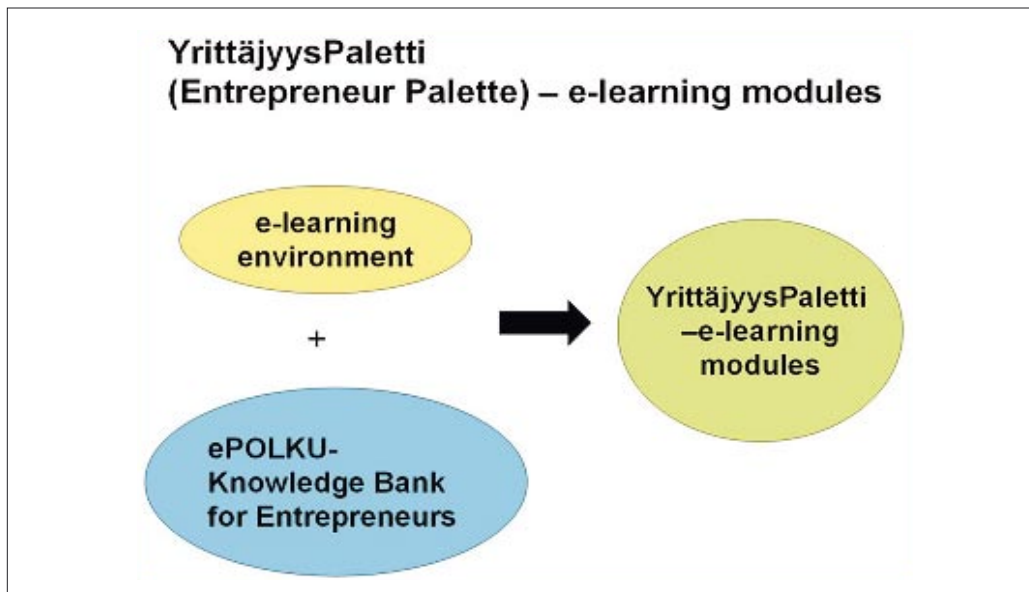 YrittäjyysPaletti
(Entrepreneur Palette) – e-learning modules
e-learning
environment
+
ePOLKU-
Knowledge Bank
for Entrepreneurs
YrittäjyysPaletti
–e-learning
modules